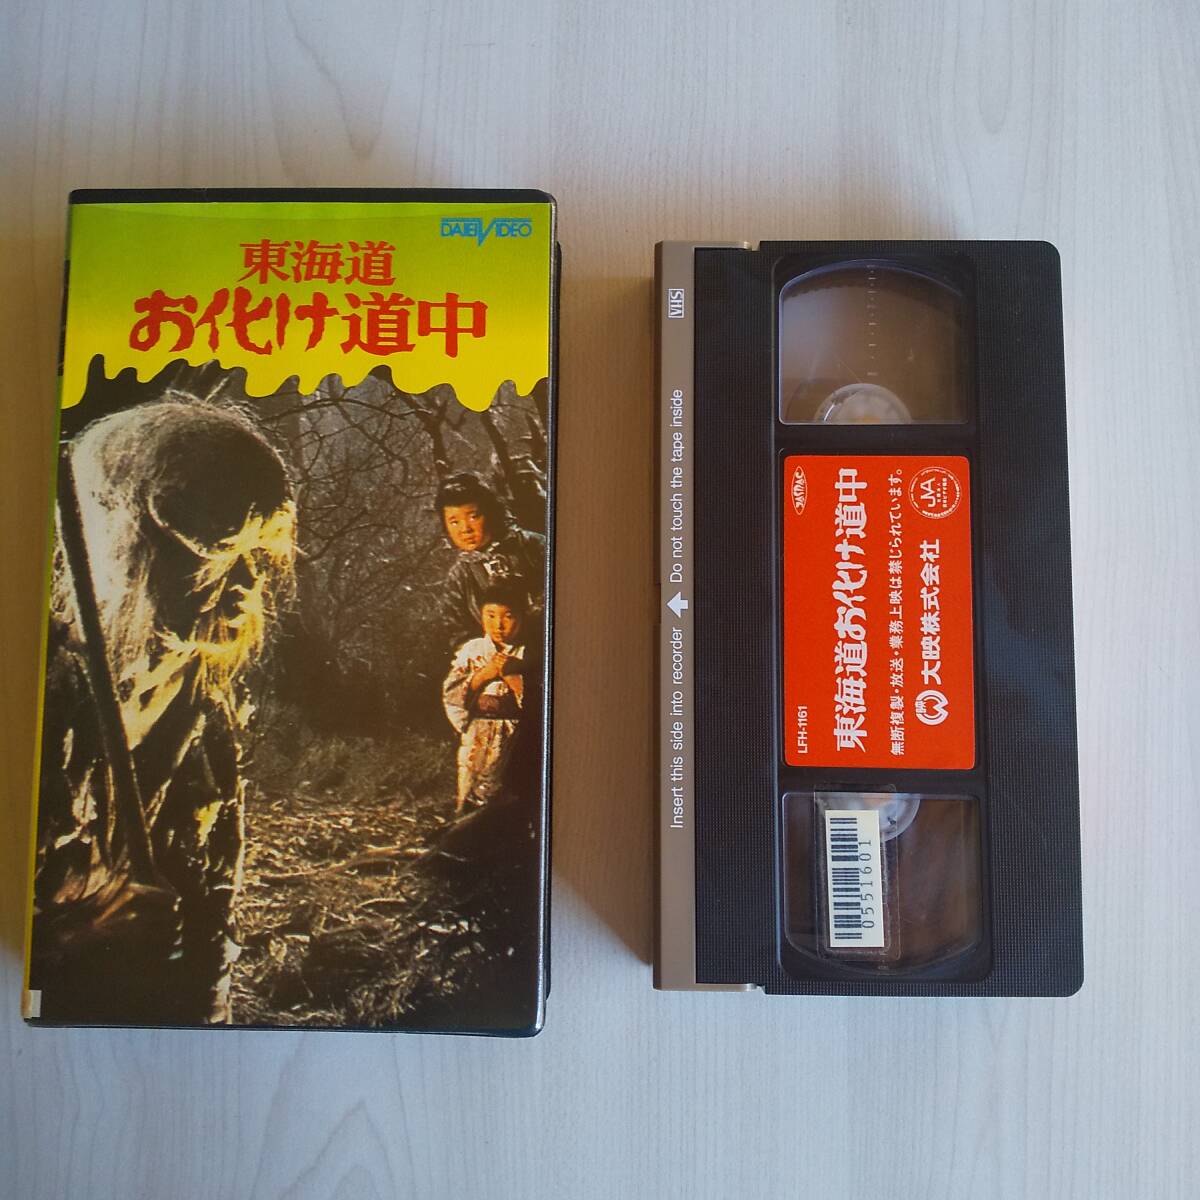 DAIEI VIDEO
東海道
お化け道中
VHS
Insert this side into recorder Do not touch the tape inside
LFH-1161
東海道お化け道中
無断複製・放送・業務上映は禁じられています。
大映株式会社
JVA
0551601